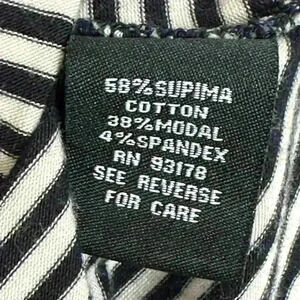 58%SUPIMA
COTTON
38%MODAL
4%SPANDEX
RN 93178
SEE REVERSE
FOR CARE